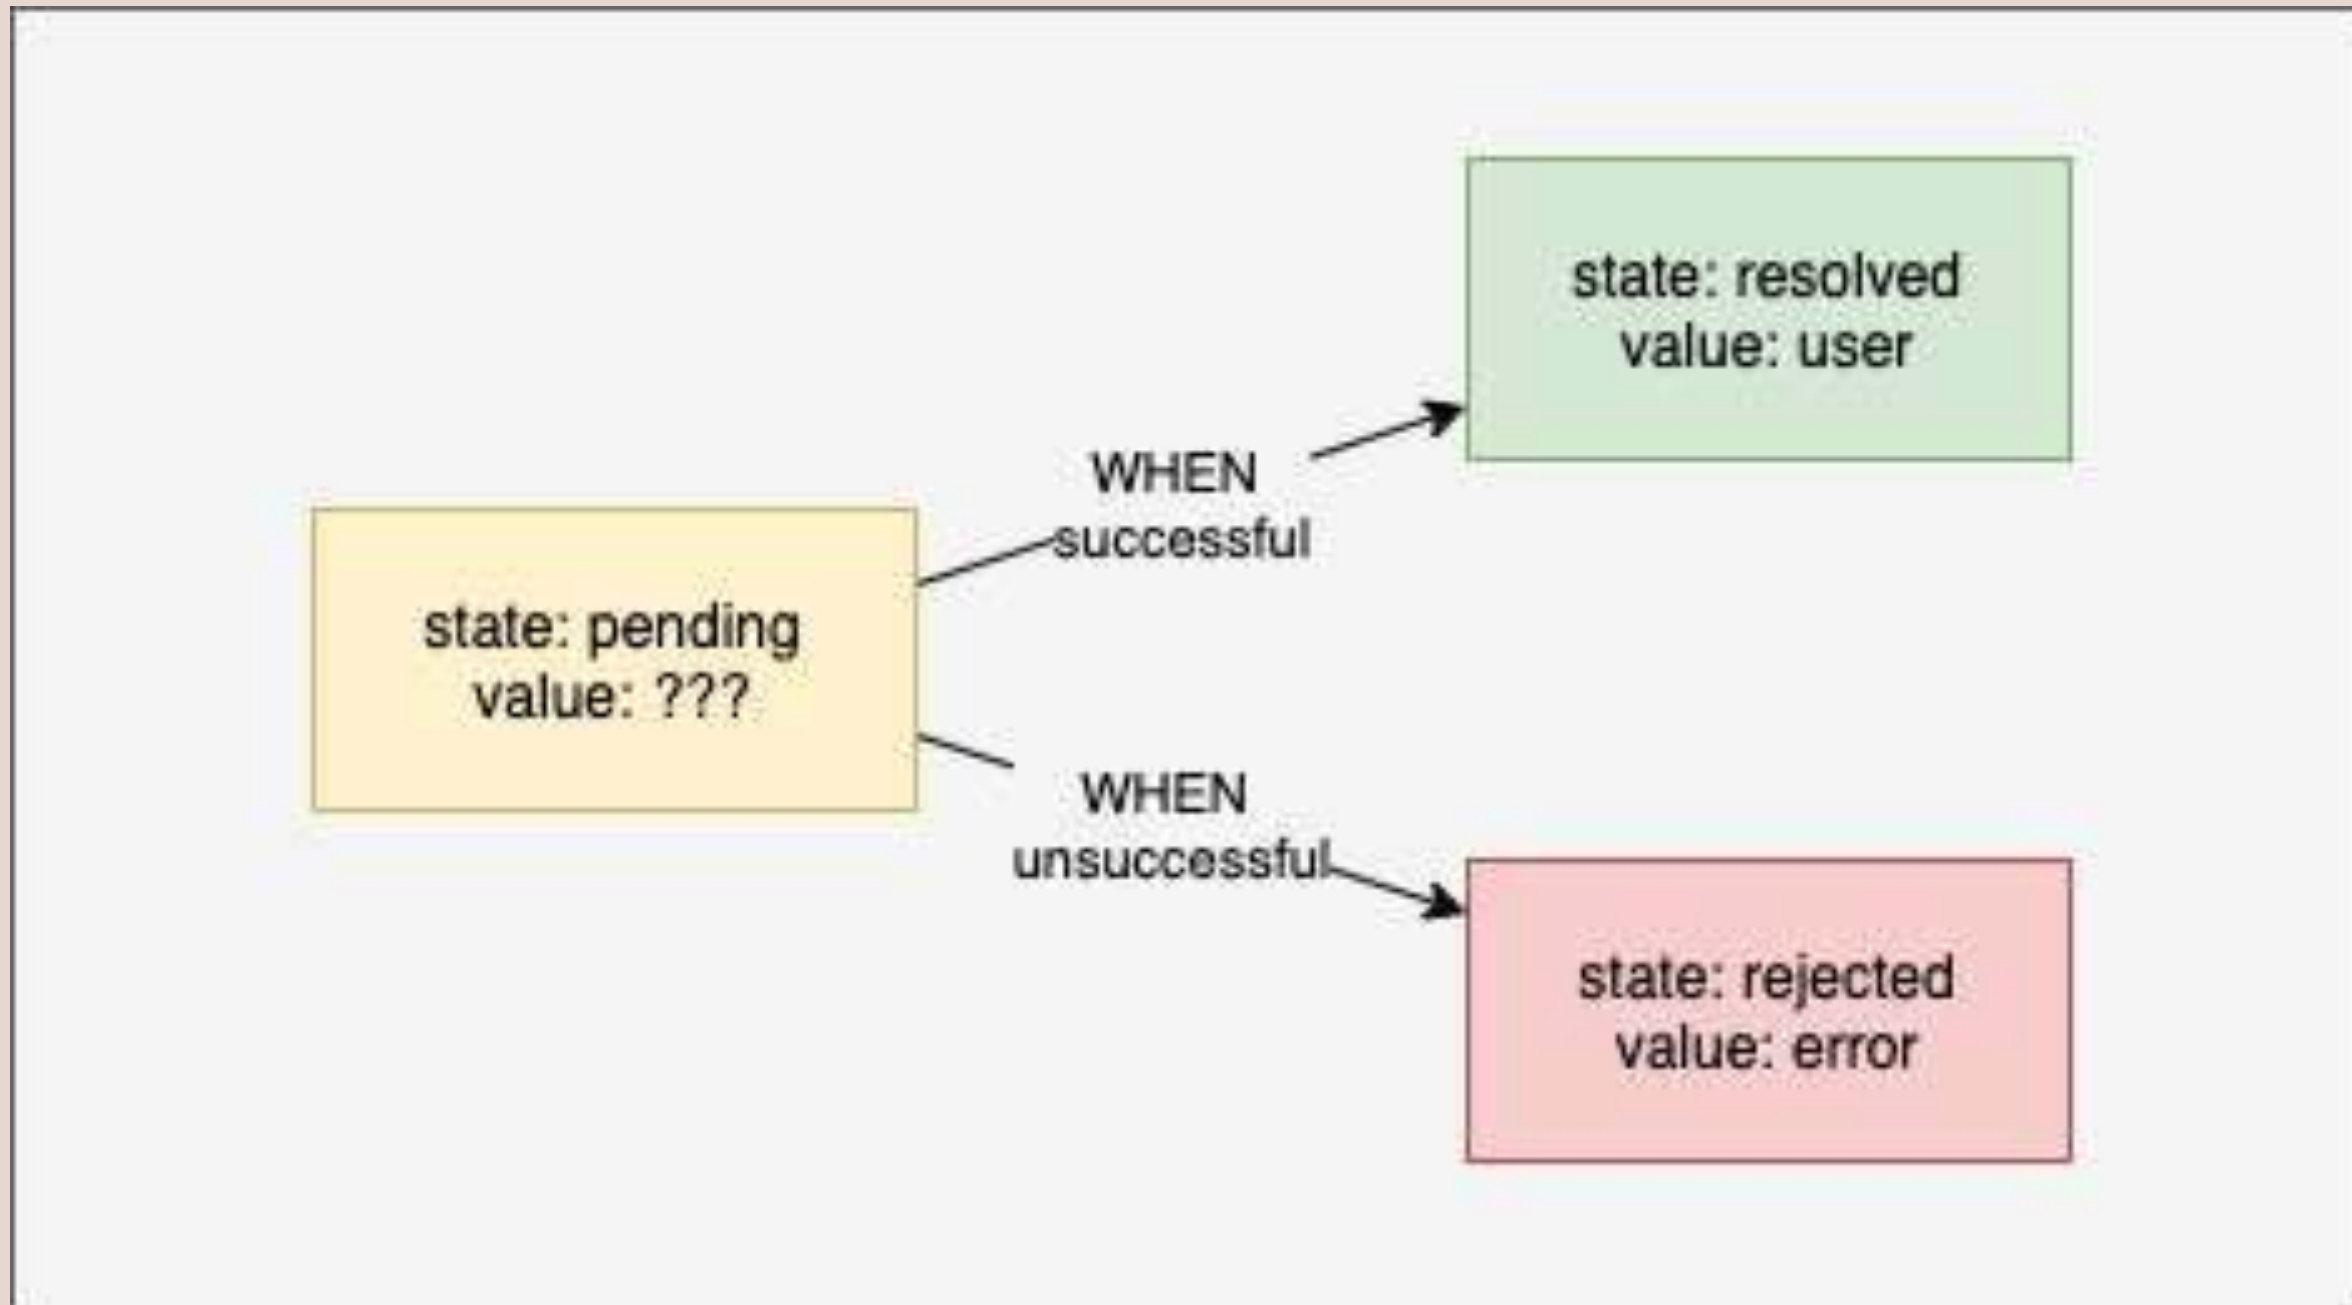 state: resolved
value: user
WHEN
successful
state: pending
value: ???
WHEN
unsuccessful
state: rejected
value: error